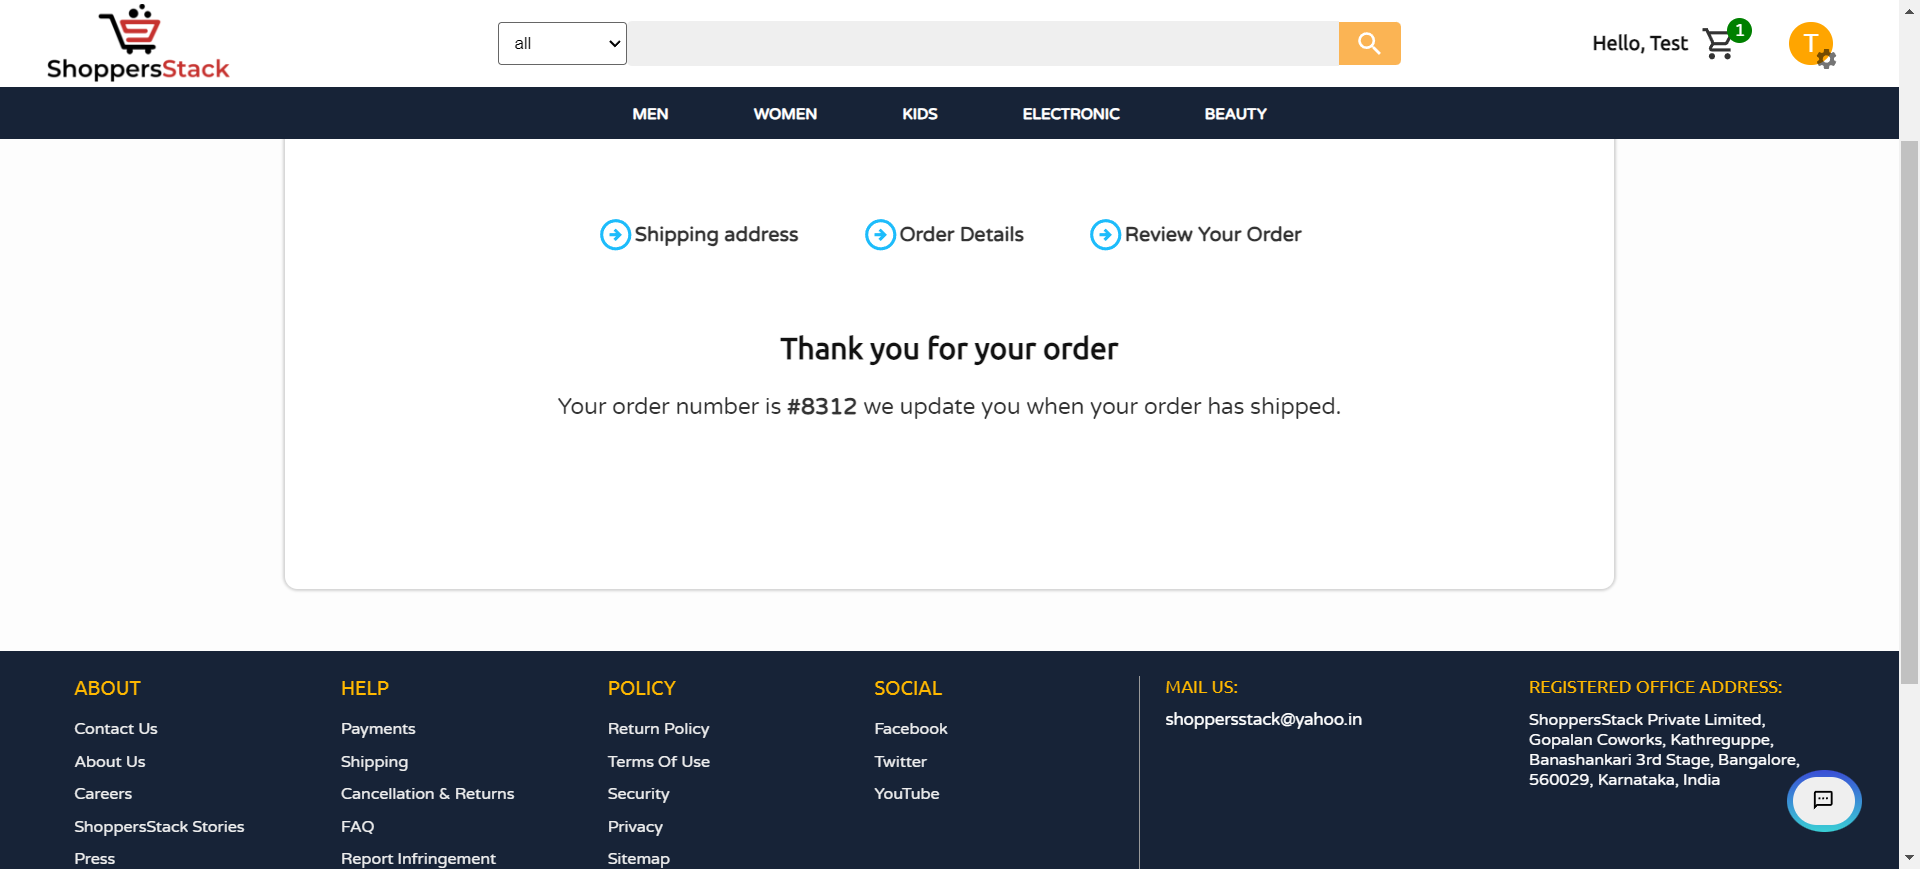 ShoppersStack
all
Hello, Test
1
T
MEN WOMEN KIDS ELECTRONIC BEAUTY
Shipping address Order Details Review Your Order
Thank you for your order
Your order number is #8312 we update you when your order has shipped.
ABOUT
Contact Us
About Us
Careers
ShoppersStack Stories
Press
HELP
Payments
Shipping
Cancellation & Returns
FAQ
Report Infringement
POLICY
Return Policy
Terms Of Use
Security
Privacy
Sitemap
SOCIAL
Facebook
Twitter
YouTube
MAIL US:
shoppersstack@yahoo.in
REGISTERED OFFICE ADDRESS:
ShoppersStack Private Limited,
Gopalan Coworks, Kathreguppe,
Banashankari 3rd Stage, Bangalore,
560029, Karnataka, India